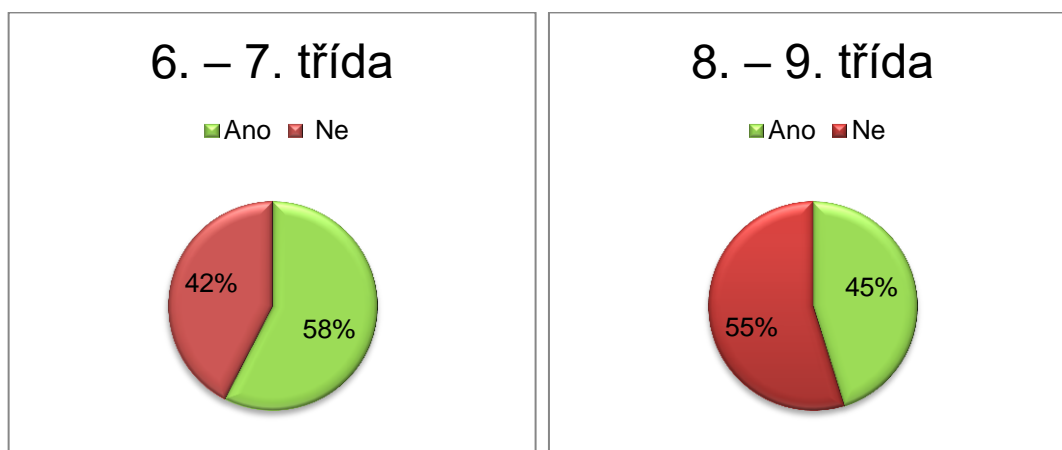 6. – 7. třída
Ano Ne
42%
58%
8. – 9. třída
Ano Ne
45%
55%